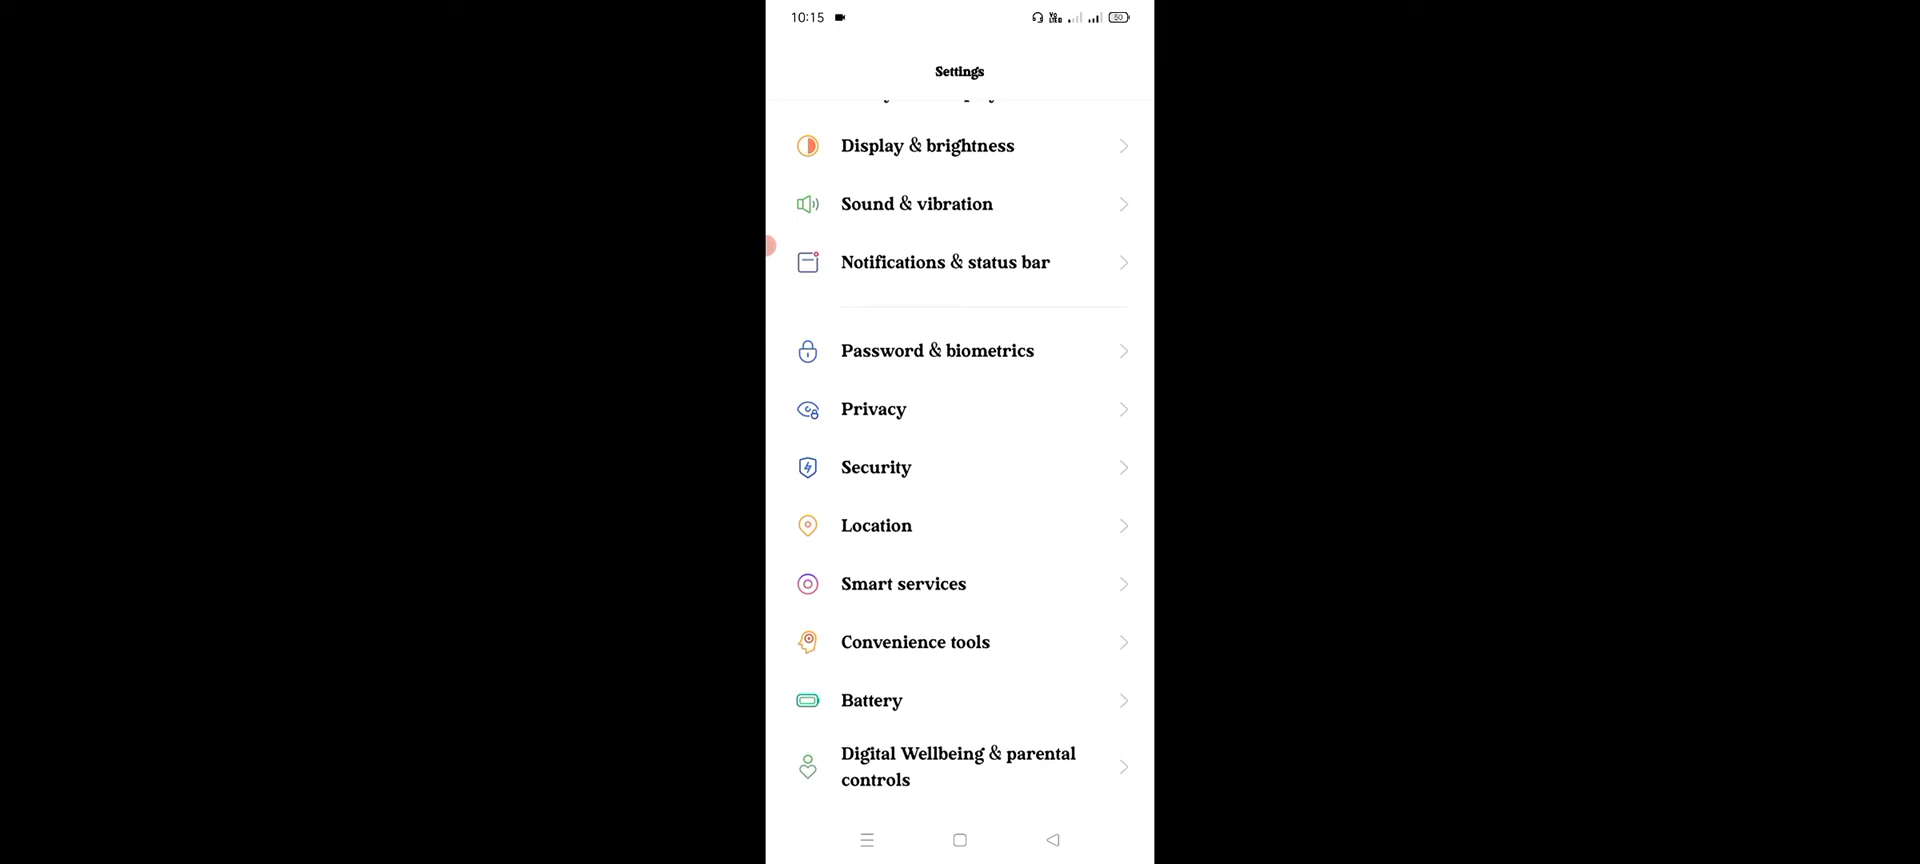 10:15
50
Settings
Display & brightness
Sound & vibration
Notifications & status bar
Password & biometrics
Privacy
Security
Location
Smart services
Convenience tools
Battery
Digital Wellbeing & parental
controls